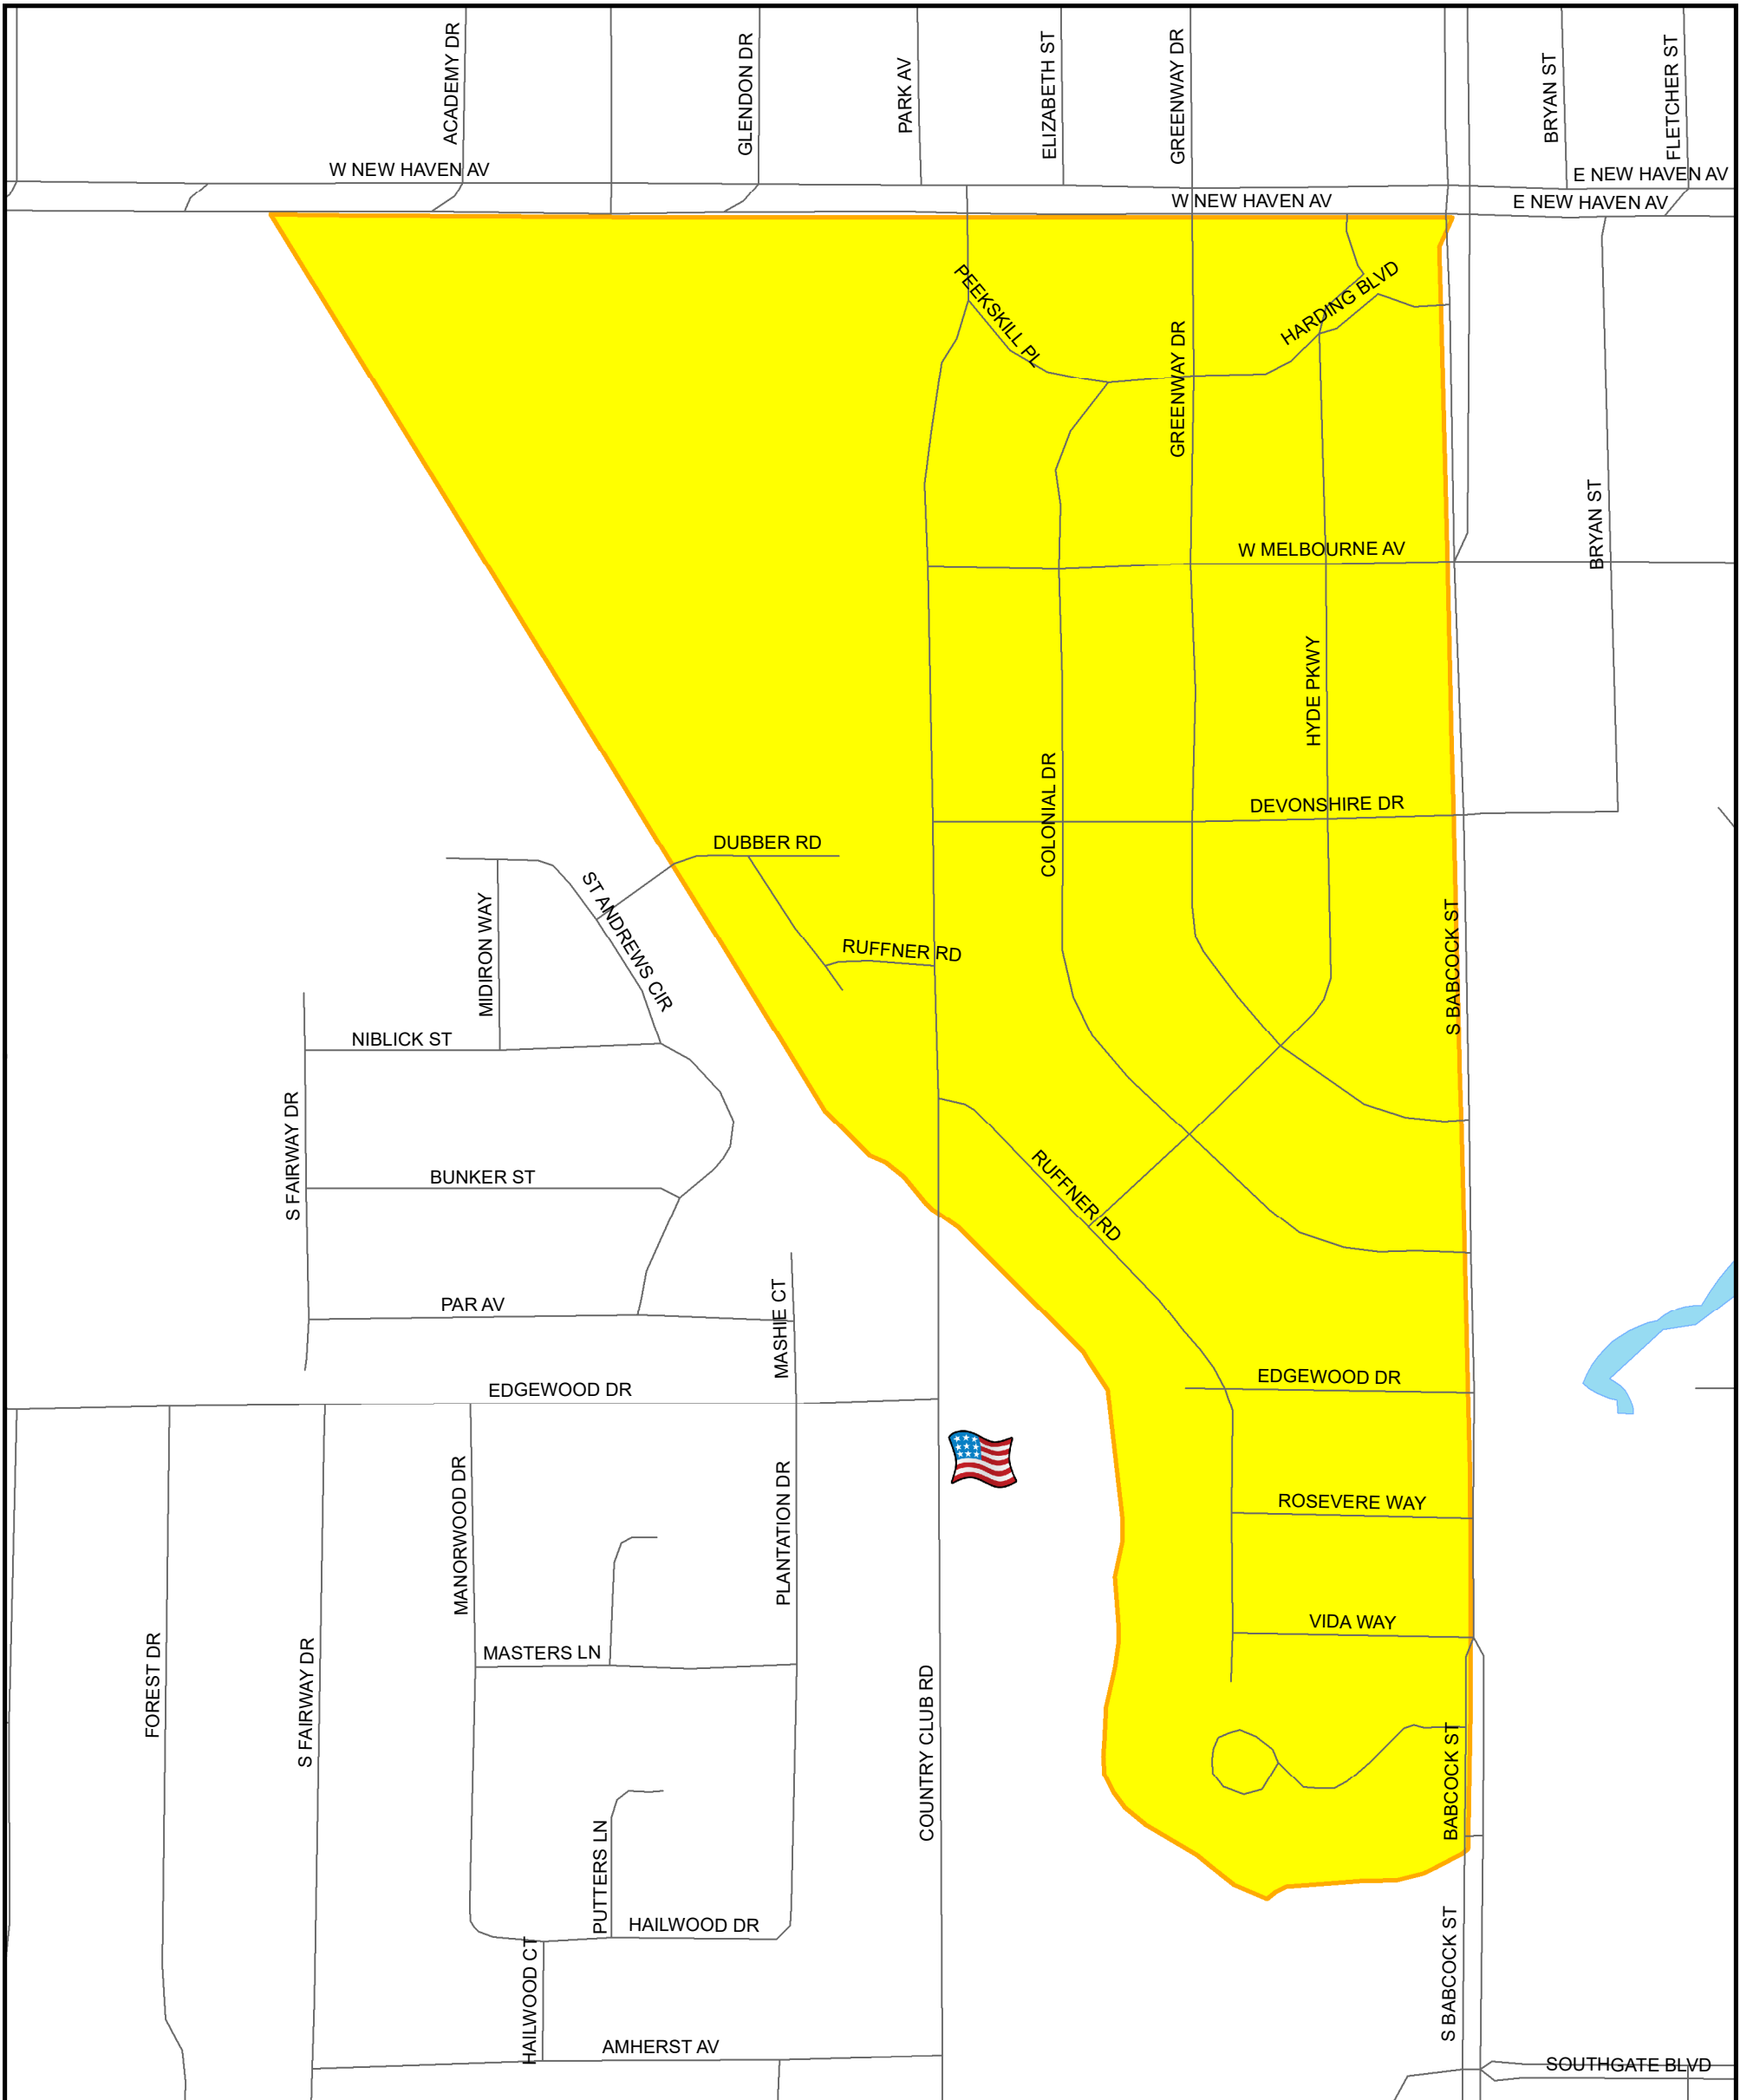 ACADEMY DR
GLENDON DR
PARK AV
ELIZABETH ST
GREENWAY DR
BRYAN ST
FLETCHER ST
W NEW HAVEN AV
E NEW HAVEN AV
W NEW HAVEN AV
E NEW HAVEN AV
PEEKSKILL PL
HARDING BLVD
GREENWAY DR
BRYAN ST
W MELBOURNE AV
HYDE PKWY
COLONIAL DR
DEVONSHIRE DR
DUBBER RD
ST ANDREWS CIR
MIDIRON WAY
RUFFNER RD
S BABCOCK ST
NIBLICK ST
S FAIRWAY DR
BUNKER ST
RUFFNER RD
PAR AV
MASHIE CT
EDGEWOOD DR
EDGEWOOD DR
MANORWOOD DR
PLANTATION DR
ROSEVERE WAY
FOREST DR
S FAIRWAY DR
MASTERS LN
VIDA WAY
COUNTRY CLUB RD
BABCOCK ST
PUTTERS LN
HAILWOOD DR
HAILWOOD CT
S BABCOCK ST
AMHERST AV
SOUTHGATE BLVD